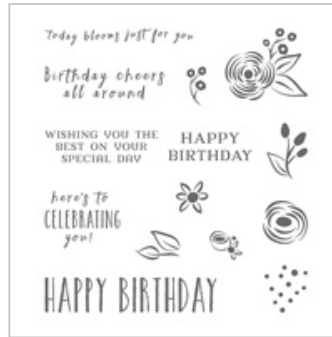 Today blooms just for you
Birthday cheers
all around
WISHING YOU THE
BEST ON YOUR
SPECIAL DAY
HAPPY
BIRTHDAY
here's to
CELEBRATING
you!
HAPPY BIRTHDAY